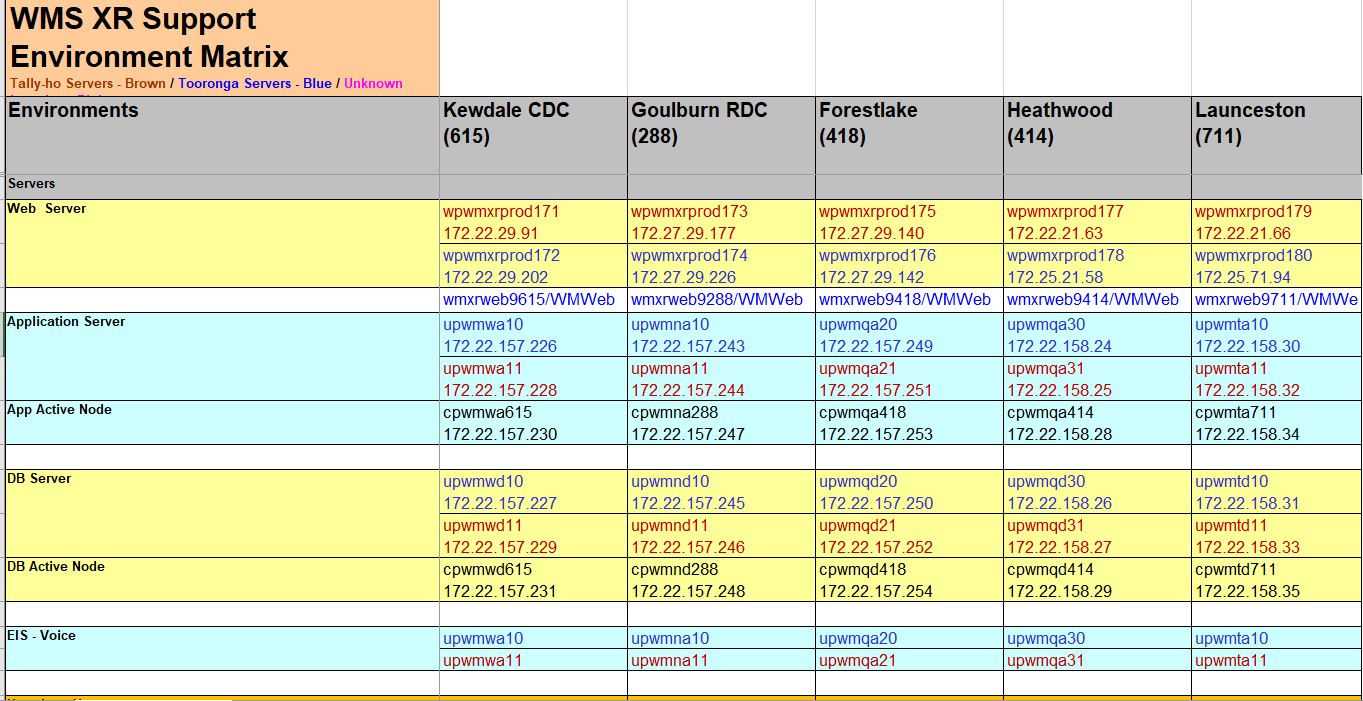 WMS XR Support
Environment Matrix
Tally-ho Servers - Brown / Tooronga Servers - Blue / Unknown
Environments Kewdale CDC Goulburn RDC Forestlake Heathwood Launceston
(615) (288) (418) (414) (711)
Servers
Web Server wpwmxrprod171 wpwmxrprod173 wpwmxrprod175 wpwmxrprod177 wpwmxrprod179
172.22.29.91 172.27.29.177 172.27.29.140 172.22.21.63 172.22.21.66
wpwmxrprod172 wpwmxrprod174 wpwmxrprod176 wpwmxrprod178 wpwmxrprod180
172.22.29.202 172.27.29.226 172.27.29.142 172.25.21.58 172.25.71.94
wmxrweb9615/WMWeb wmxrweb9288/WMWeb wmxrweb9418/WMWeb wmxrweb9414/WMWeb wmxrweb9711/WMWe
Application Server upwmwa10 upwmna10 upwmqa20 upwmqa30 upwmta10
172.22.157.226 172.22.157.243 172.22.157.249 172.22.158.24 172.22.158.30
upwmwa11 upwmna11 upwmqa21 upwmqa31 upwmta11
172.22.157.228 172.22.157.244 172.22.157.251 172.22.158.25 172.22.158.32
App Active Node cpwmwa615 cpwmna288 cpwmqa418 cpwmqa414 cpwmta711
172.22.157.230 172.22.157.247 172.22.157.253 172.22.158.28 172.22.158.34
DB Server upwmwd10 upwmnd10 upwmqd20 upwmqd30 upwmtd10
172.22.157.227 172.22.157.245 172.22.157.250 172.22.158.26 172.22.158.31
upwmwd11 upwmnd11 upwmqd21 upwmqd31 upwmtd11
172.22.157.229 172.22.157.246 172.22.157.252 172.22.158.27 172.22.158.33
DB Active Node cpwmwd615 cpwmnd288 cpwmqd418 cpwmqd414 cpwmtd711
172.22.157.231 172.22.157.248 172.22.157.254 172.22.158.29 172.22.158.35
EIS - Voice upwmwa10 upwmna10 upwmqa20 upwmqa30 upwmta10
upwmwa11 upwmna11 upwmqa21 upwmqa31 upwmta11